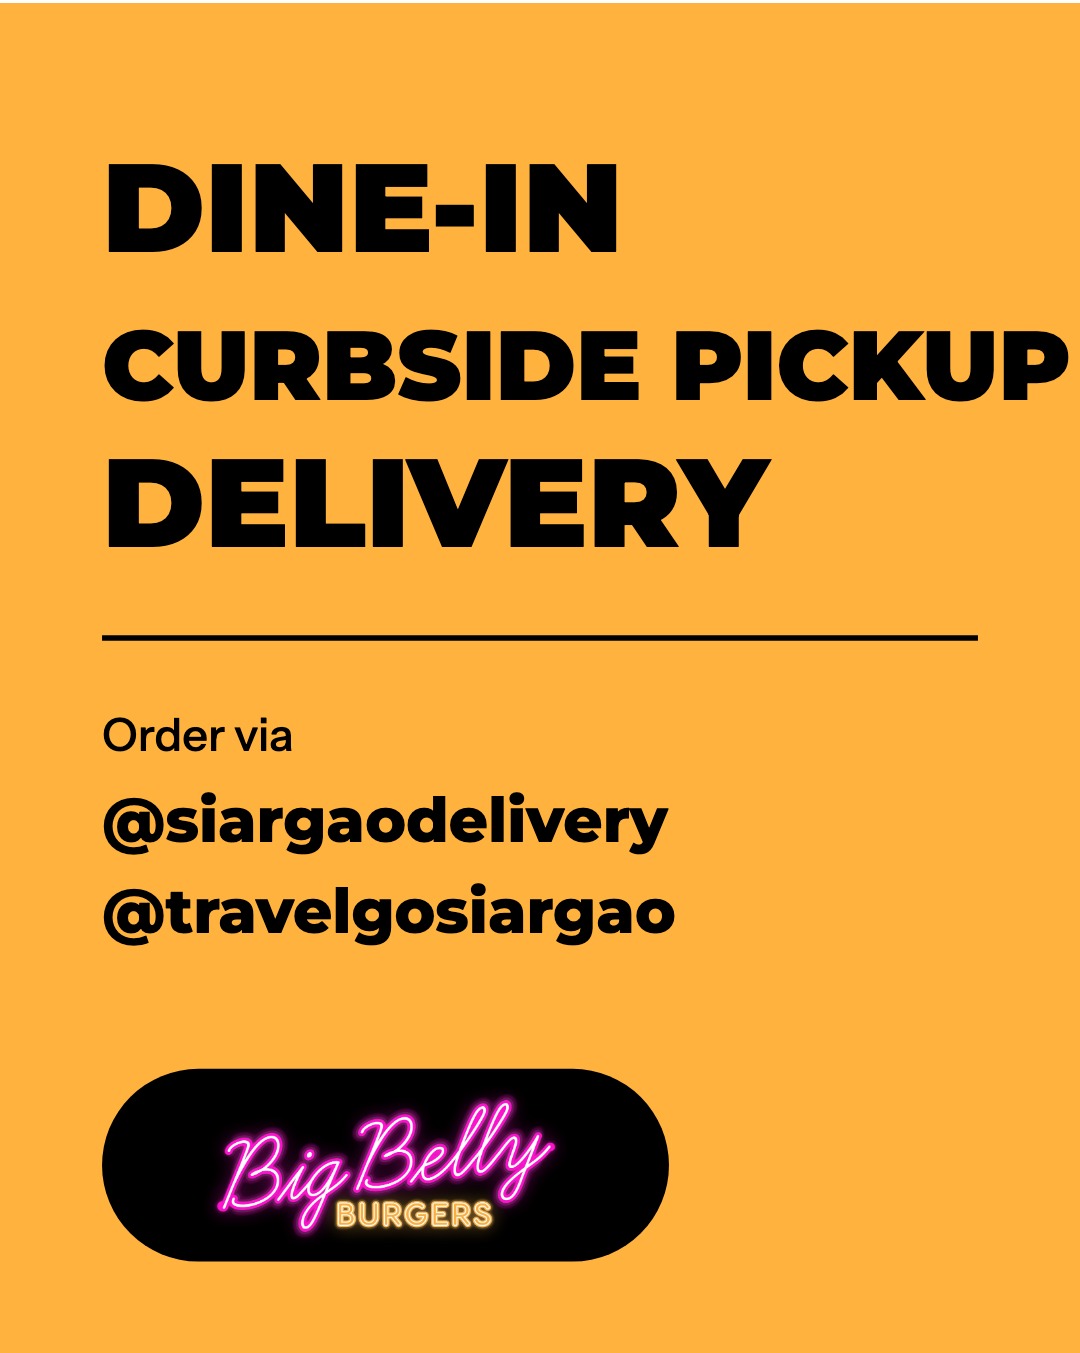 DINE-IN
CURBSIDE PICKUP
DELIVERY
Order via
@siargaodelivery
@travelgosiargao
Big Belly
BURGERS